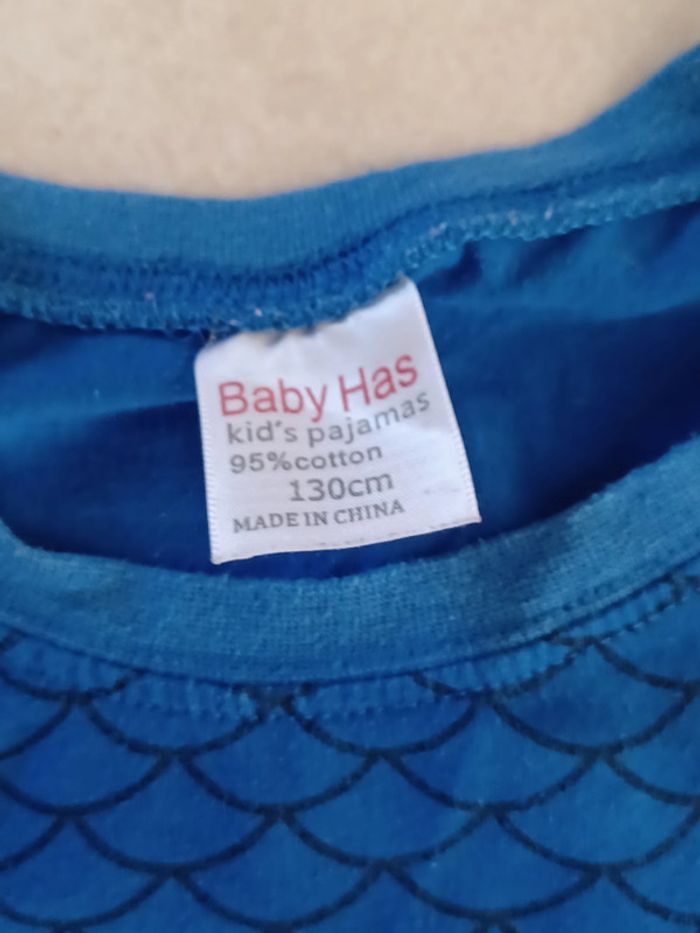 Baby Has
kid's pajamas
95%cotton
130cm
MADE IN CHINA